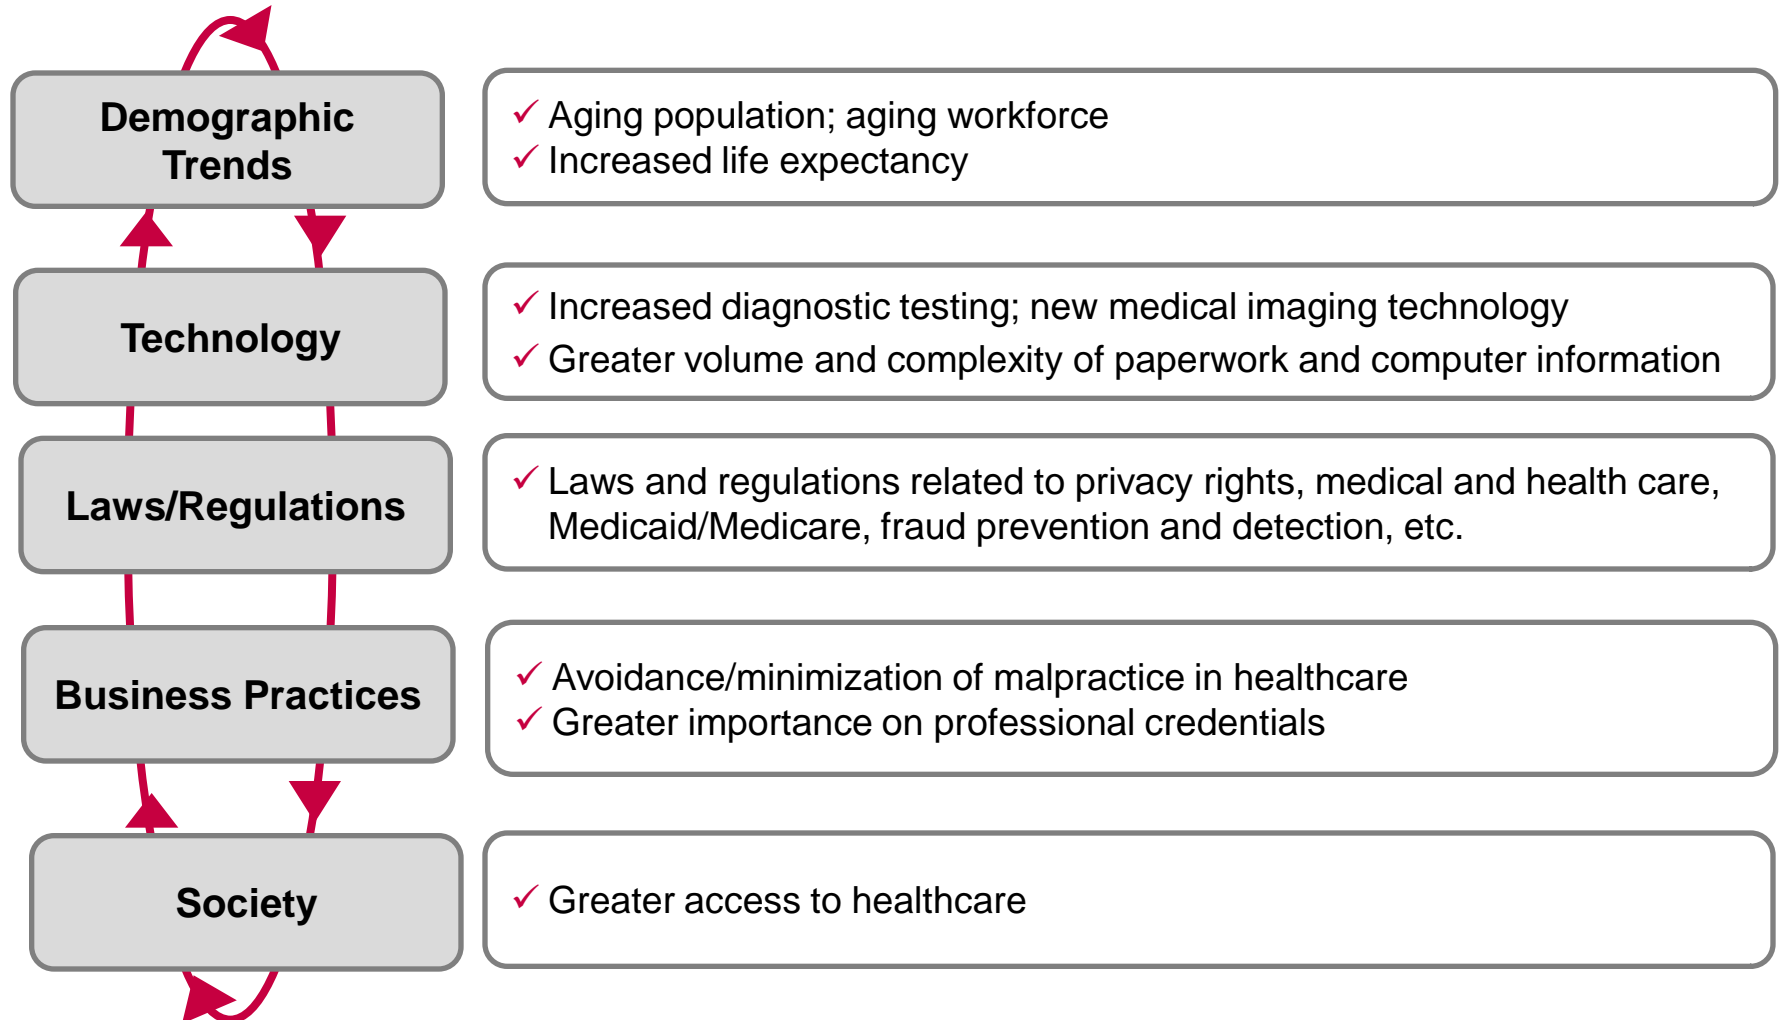 Demographic
Trends
✓ Aging population; aging workforce
✓ Increased life expectancy
Technology
✓ Increased diagnostic testing; new medical imaging technology
✓ Greater volume and complexity of paperwork and computer information
Laws/Regulations
✓ Laws and regulations related to privacy rights, medical and health care,
Medicaid/Medicare, fraud prevention and detection, etc.
Business Practices
✓ Avoidance/minimization of malpractice in healthcare
✓ Greater importance on professional credentials
Society
✓ Greater access to healthcare